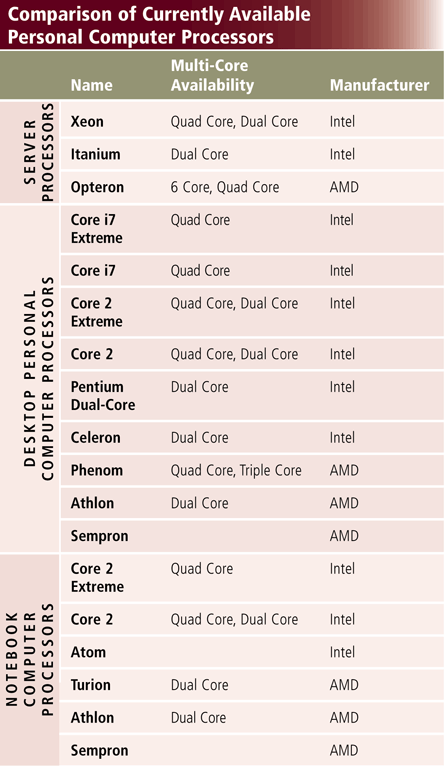 Comparison of Currently Available
Personal Computer Processors
Name Multi-Core Availability Manufacturer
SERVER PROCESSORS
Xeon Quad Core, Dual Core Intel
Itanium Dual Core Intel
Opteron 6 Core, Quad Core AMD
DESKTOP PERSONAL COMPUTER PROCESSORS
Core i7 Extreme Quad Core Intel
Core i7 Quad Core Intel
Core 2 Extreme Quad Core, Dual Core Intel
Core 2 Quad Core, Dual Core Intel
Pentium Dual-Core Dual Core Intel
Celeron Dual Core Intel
Phenom Quad Core, Triple Core AMD
Athlon Dual Core AMD
Sempron AMD
NOTEBOOK COMPUTER PROCESSORS
Core 2 Extreme Quad Core Intel
Core 2 Quad Core, Dual Core Intel
Atom Intel
Turion Dual Core AMD
Athlon Dual Core AMD
Sempron AMD